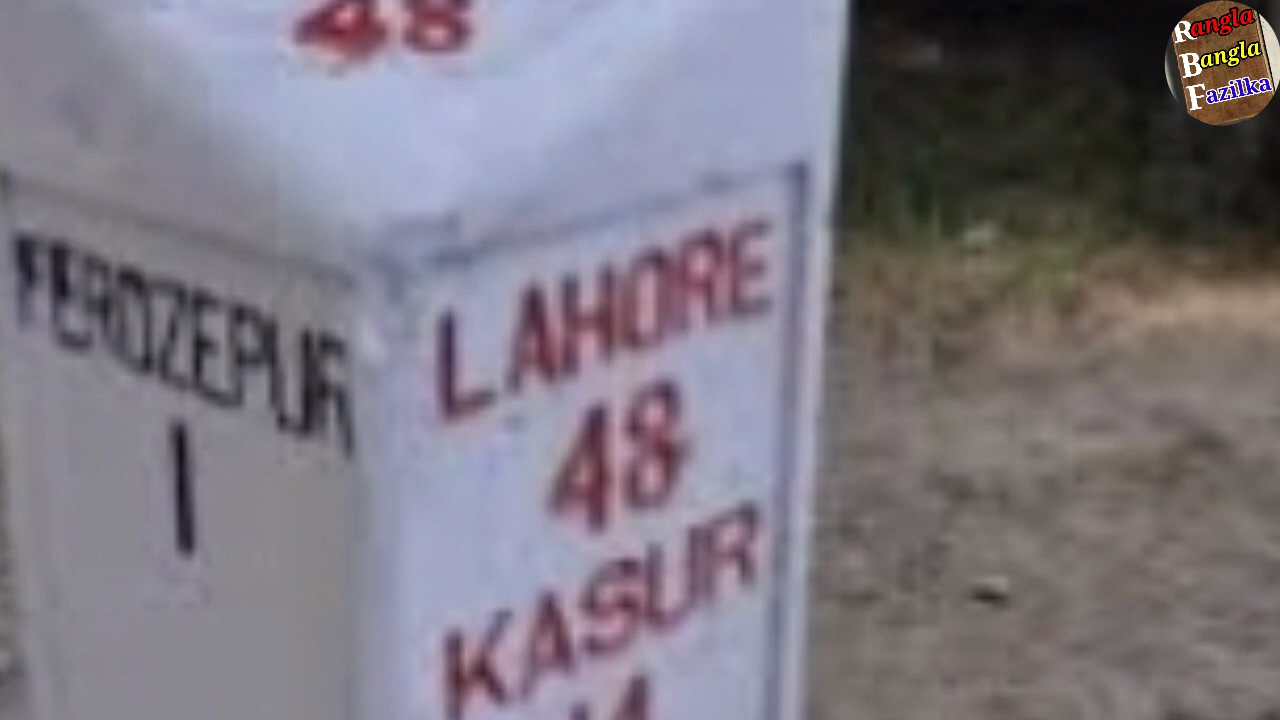 48
FEROZEPUR
1
LAHORE
48
KASUR
Rangla
Bangla
Fazilka